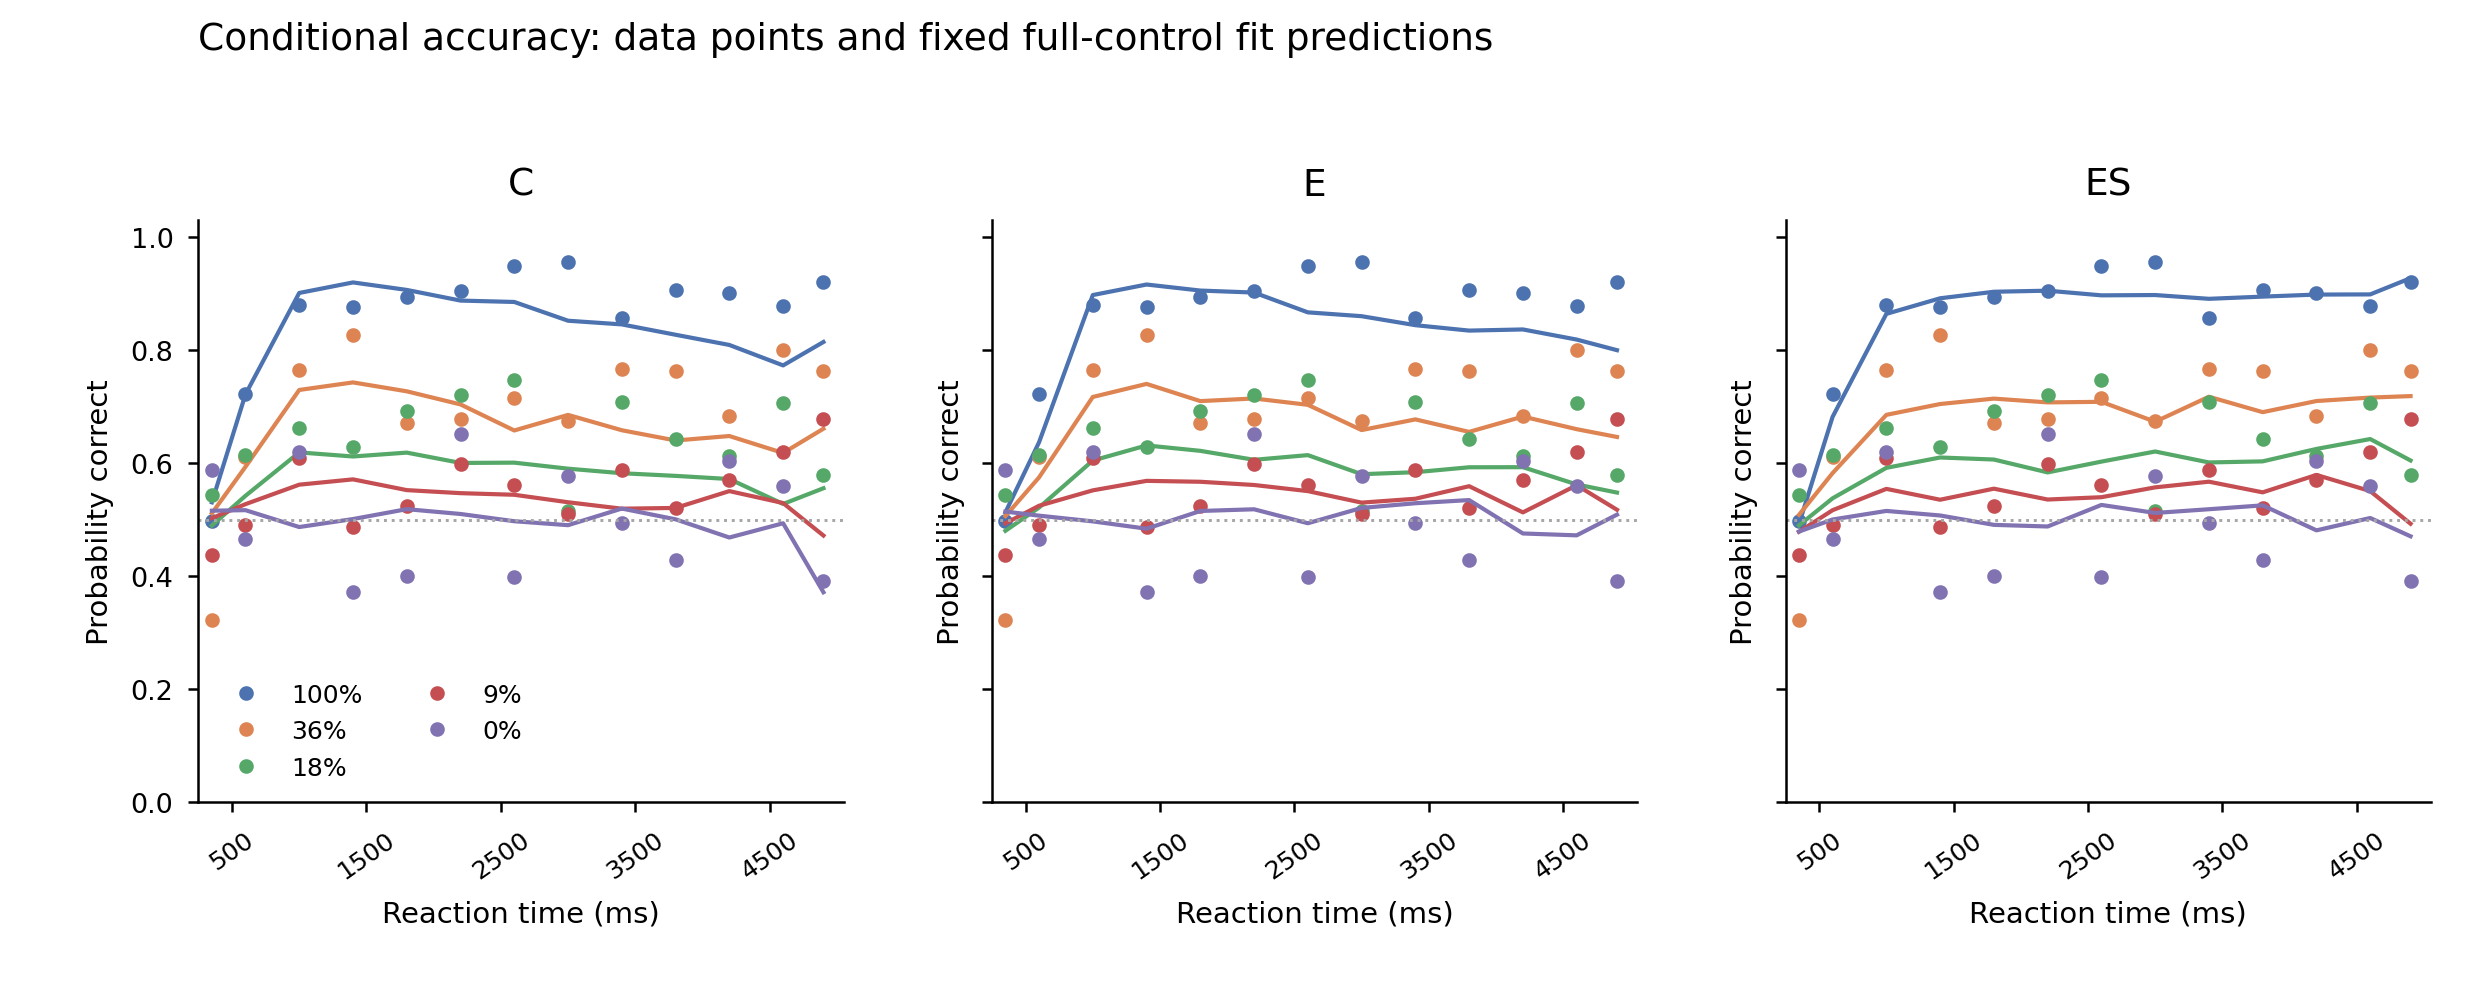 Conditional accuracy: data points and fixed full-control fit predictions
C
E
ES
Probability correct
1.0
0.8
0.6
0.4
0.2
0.0
100%
36%
18%
9%
0%
500
1500
2500
3500
4500
Reaction time (ms)
Probability correct
500
1500
2500
3500
4500
Reaction time (ms)
Probability correct
500
1500
2500
3500
4500
Reaction time (ms)